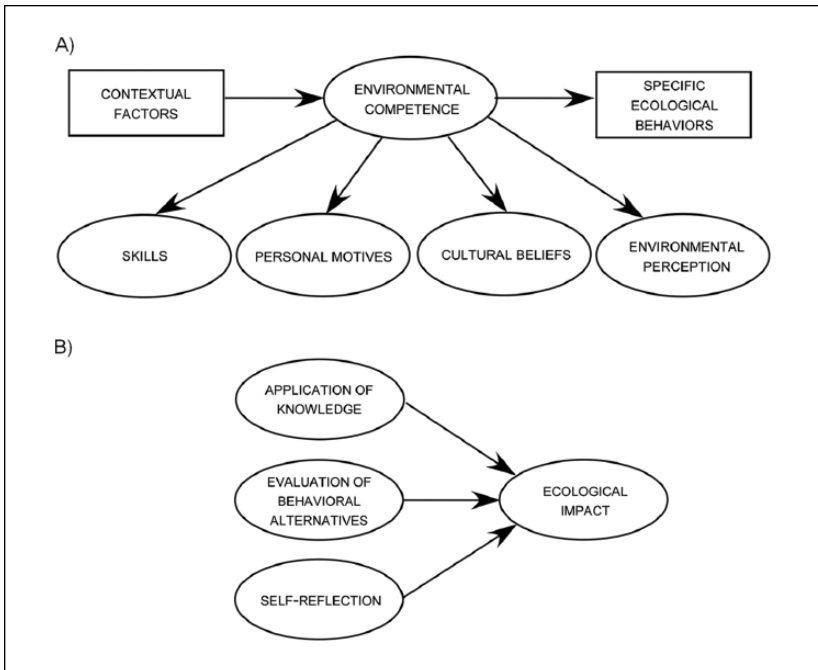 A)
CONTEXTUAL
FACTORS
ENVIRONMENTAL
COMPETENCE
SPECIFIC
ECOLOGICAL
BEHAVIORS
SKILLS
PERSONAL MOTIVES
CULTURAL BELIEFS
ENVIRONMENTAL
PERCEPTION
B)
APPLICATION OF
KNOWLEDGE
EVALUATION OF
BEHAVIORAL
ALTERNATIVES
ECOLOGICAL
IMPACT
SELF-REFLECTION